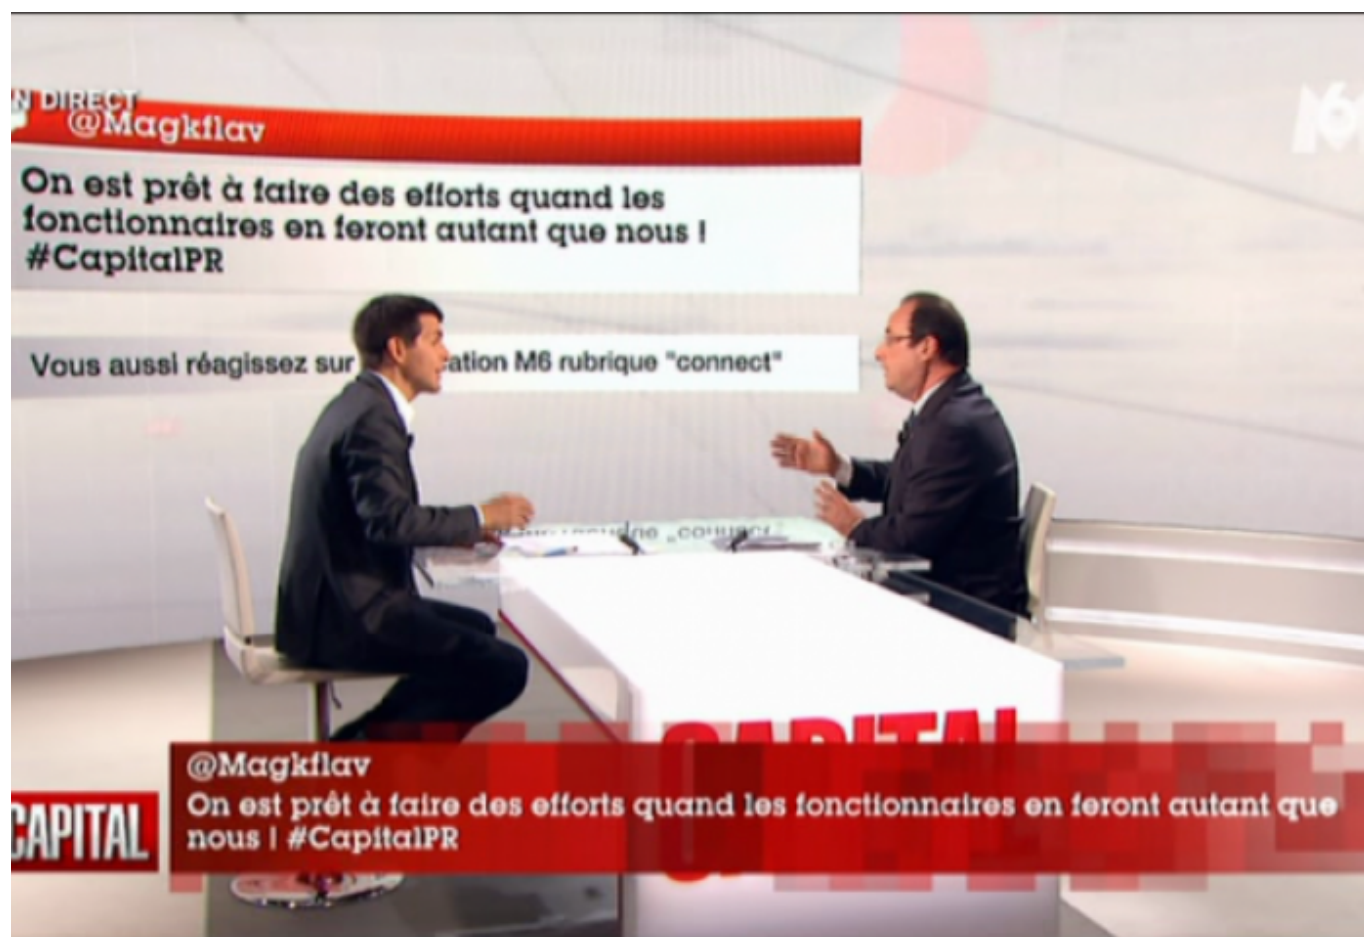 N DIRECT
@Magkflav
M6
On est prêt à faire des efforts quand les
fonctionnaires en feront autant que nous !
#CapitalPR
Vous aussi réagissez sur ation M6 rubrique "connect"
CAPITAL
@Magkflav
On est prêt à faire des efforts quand les fonctionnaires en feront autant que
nous ! #CapitalPR
CAPITAL